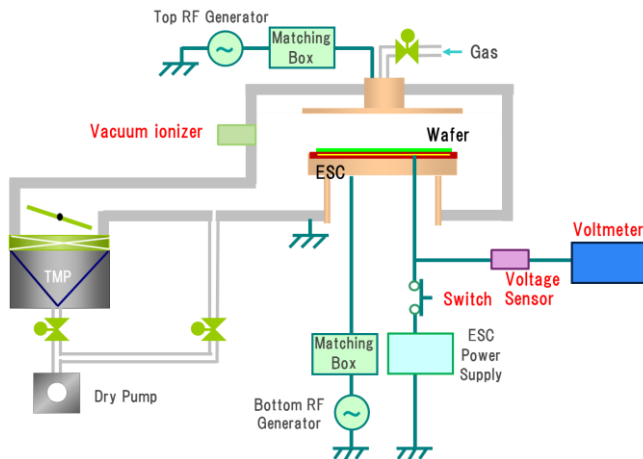 Top RF Generator
Matching
Box
Gas
Vacuum ionizer
Wafer
ESC
Voltmeter
TMP
Voltage
Sensor
Switch
Matching
Box
ESC
Power
Supply
Dry Pump
Bottom RF
Generator